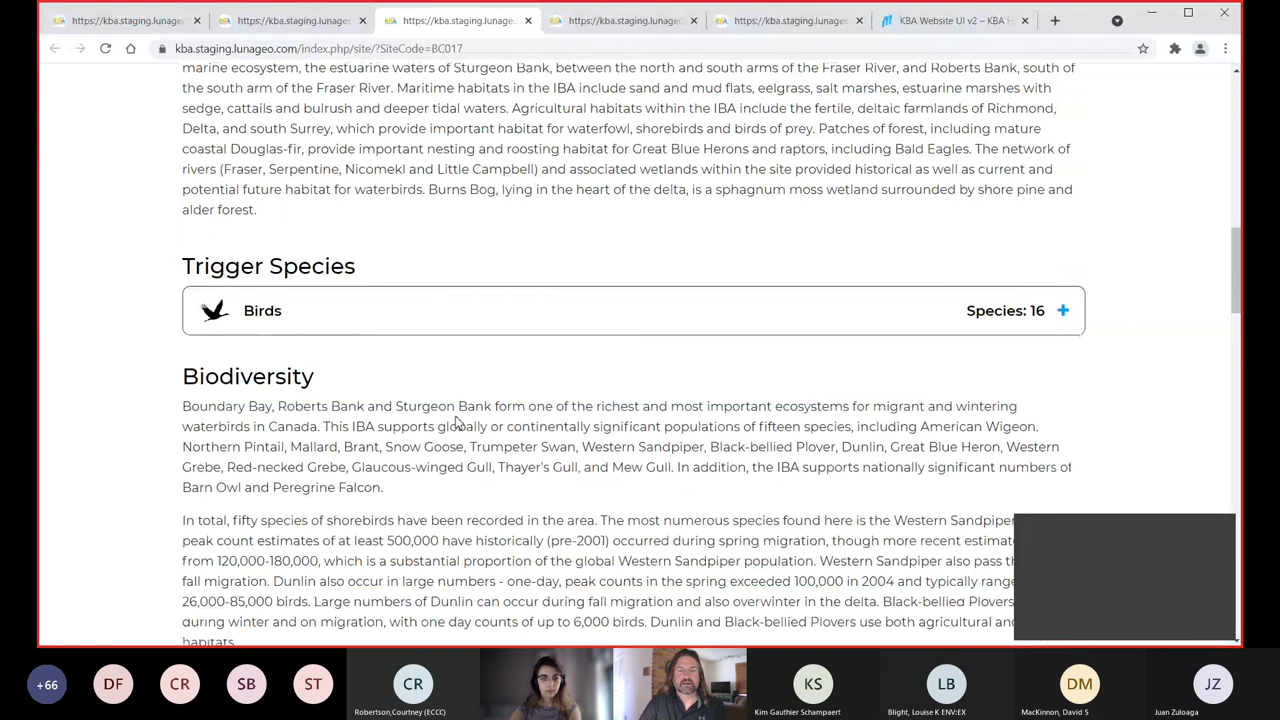 https://kba.staging.lunage
https://kba.staging.lunage
https://kba.staging.lunage
https://kba.staging.lunage
https://kba.staging.lunage
KBA Website UI v2 – KBA
kba.staging.lunageo.com/index.php/site/?SiteCode=BC017
marine ecosystem, the estuarine waters of Sturgeon Bank, between the north and south arms of the Fraser River, and Roberts Bank, south of
the south arm of the Fraser River. Maritime habitats in the IBA include sand and mud flats, eelgrass, salt marshes, estuarine marshes with
sedge, cattails and bulrush and deeper tidal waters. Agricultural habitats within the IBA include the fertile, deltaic farmlands of Richmond,
Delta, and south Surrey, which provide important habitat for waterfowl, shorebirds and birds of prey. Patches of forest, including mature
coastal Douglas-fir, provide important nesting and roosting habitat for Great Blue Herons and raptors, including Bald Eagles. The network of
rivers (Fraser, Serpentine, Nicomekl and Little Campbell) and associated wetlands within the site provided historical as well as current and
potential future habitat for waterbirds. Burns Bog, lying in the heart of the delta, is a sphagnum moss wetland surrounded by shore pine and
alder forest.
Trigger Species
Birds Species: 16 +
Biodiversity
Boundary Bay, Roberts Bank and Sturgeon Bank form one of the richest and most important ecosystems for migrant and wintering
waterbirds in Canada. This IBA supports globally or continentally significant populations of fifteen species, including American Wigeon.
Northern Pintail, Mallard, Brant, Snow Goose, Trumpeter Swan, Western Sandpiper, Black-bellied Plover, Dunlin, Great Blue Heron, Western
Grebe, Red-necked Grebe, Glaucous-winged Gull, Thayer's Gull, and Mew Gull. In addition, the IBA supports nationally significant numbers of
Barn Owl and Peregrine Falcon.
In total, fifty species of shorebirds have been recorded in the area. The most numerous species found here is the Western Sandpiper
peak count estimates of at least 500,000 have historically (pre-2001) occurred during spring migration, though more recent estimate
from 120,000-180,000, which is a substantial proportion of the global Western Sandpiper population. Western Sandpiper also pass th
fall migration. Dunlin also occur in large numbers - one-day, peak counts in the spring exceeded 100,000 in 2004 and typically range
26,000-85,000 birds. Large numbers of Dunlin can occur during fall migration and also overwinter in the delta. Black-bellied Plovers
during winter and on migration, with one day counts of up to 6,000 birds. Dunlin and Black-bellied Plovers use both agricultural an
habitats.
+66 DF CR SB ST CR KS LB DM JZ
Robertson,Courtney (ECCC) Kim Gauthier Schampaert Blight, Louise K ENV:EX MacKinnon, David S Juan Zuloaga